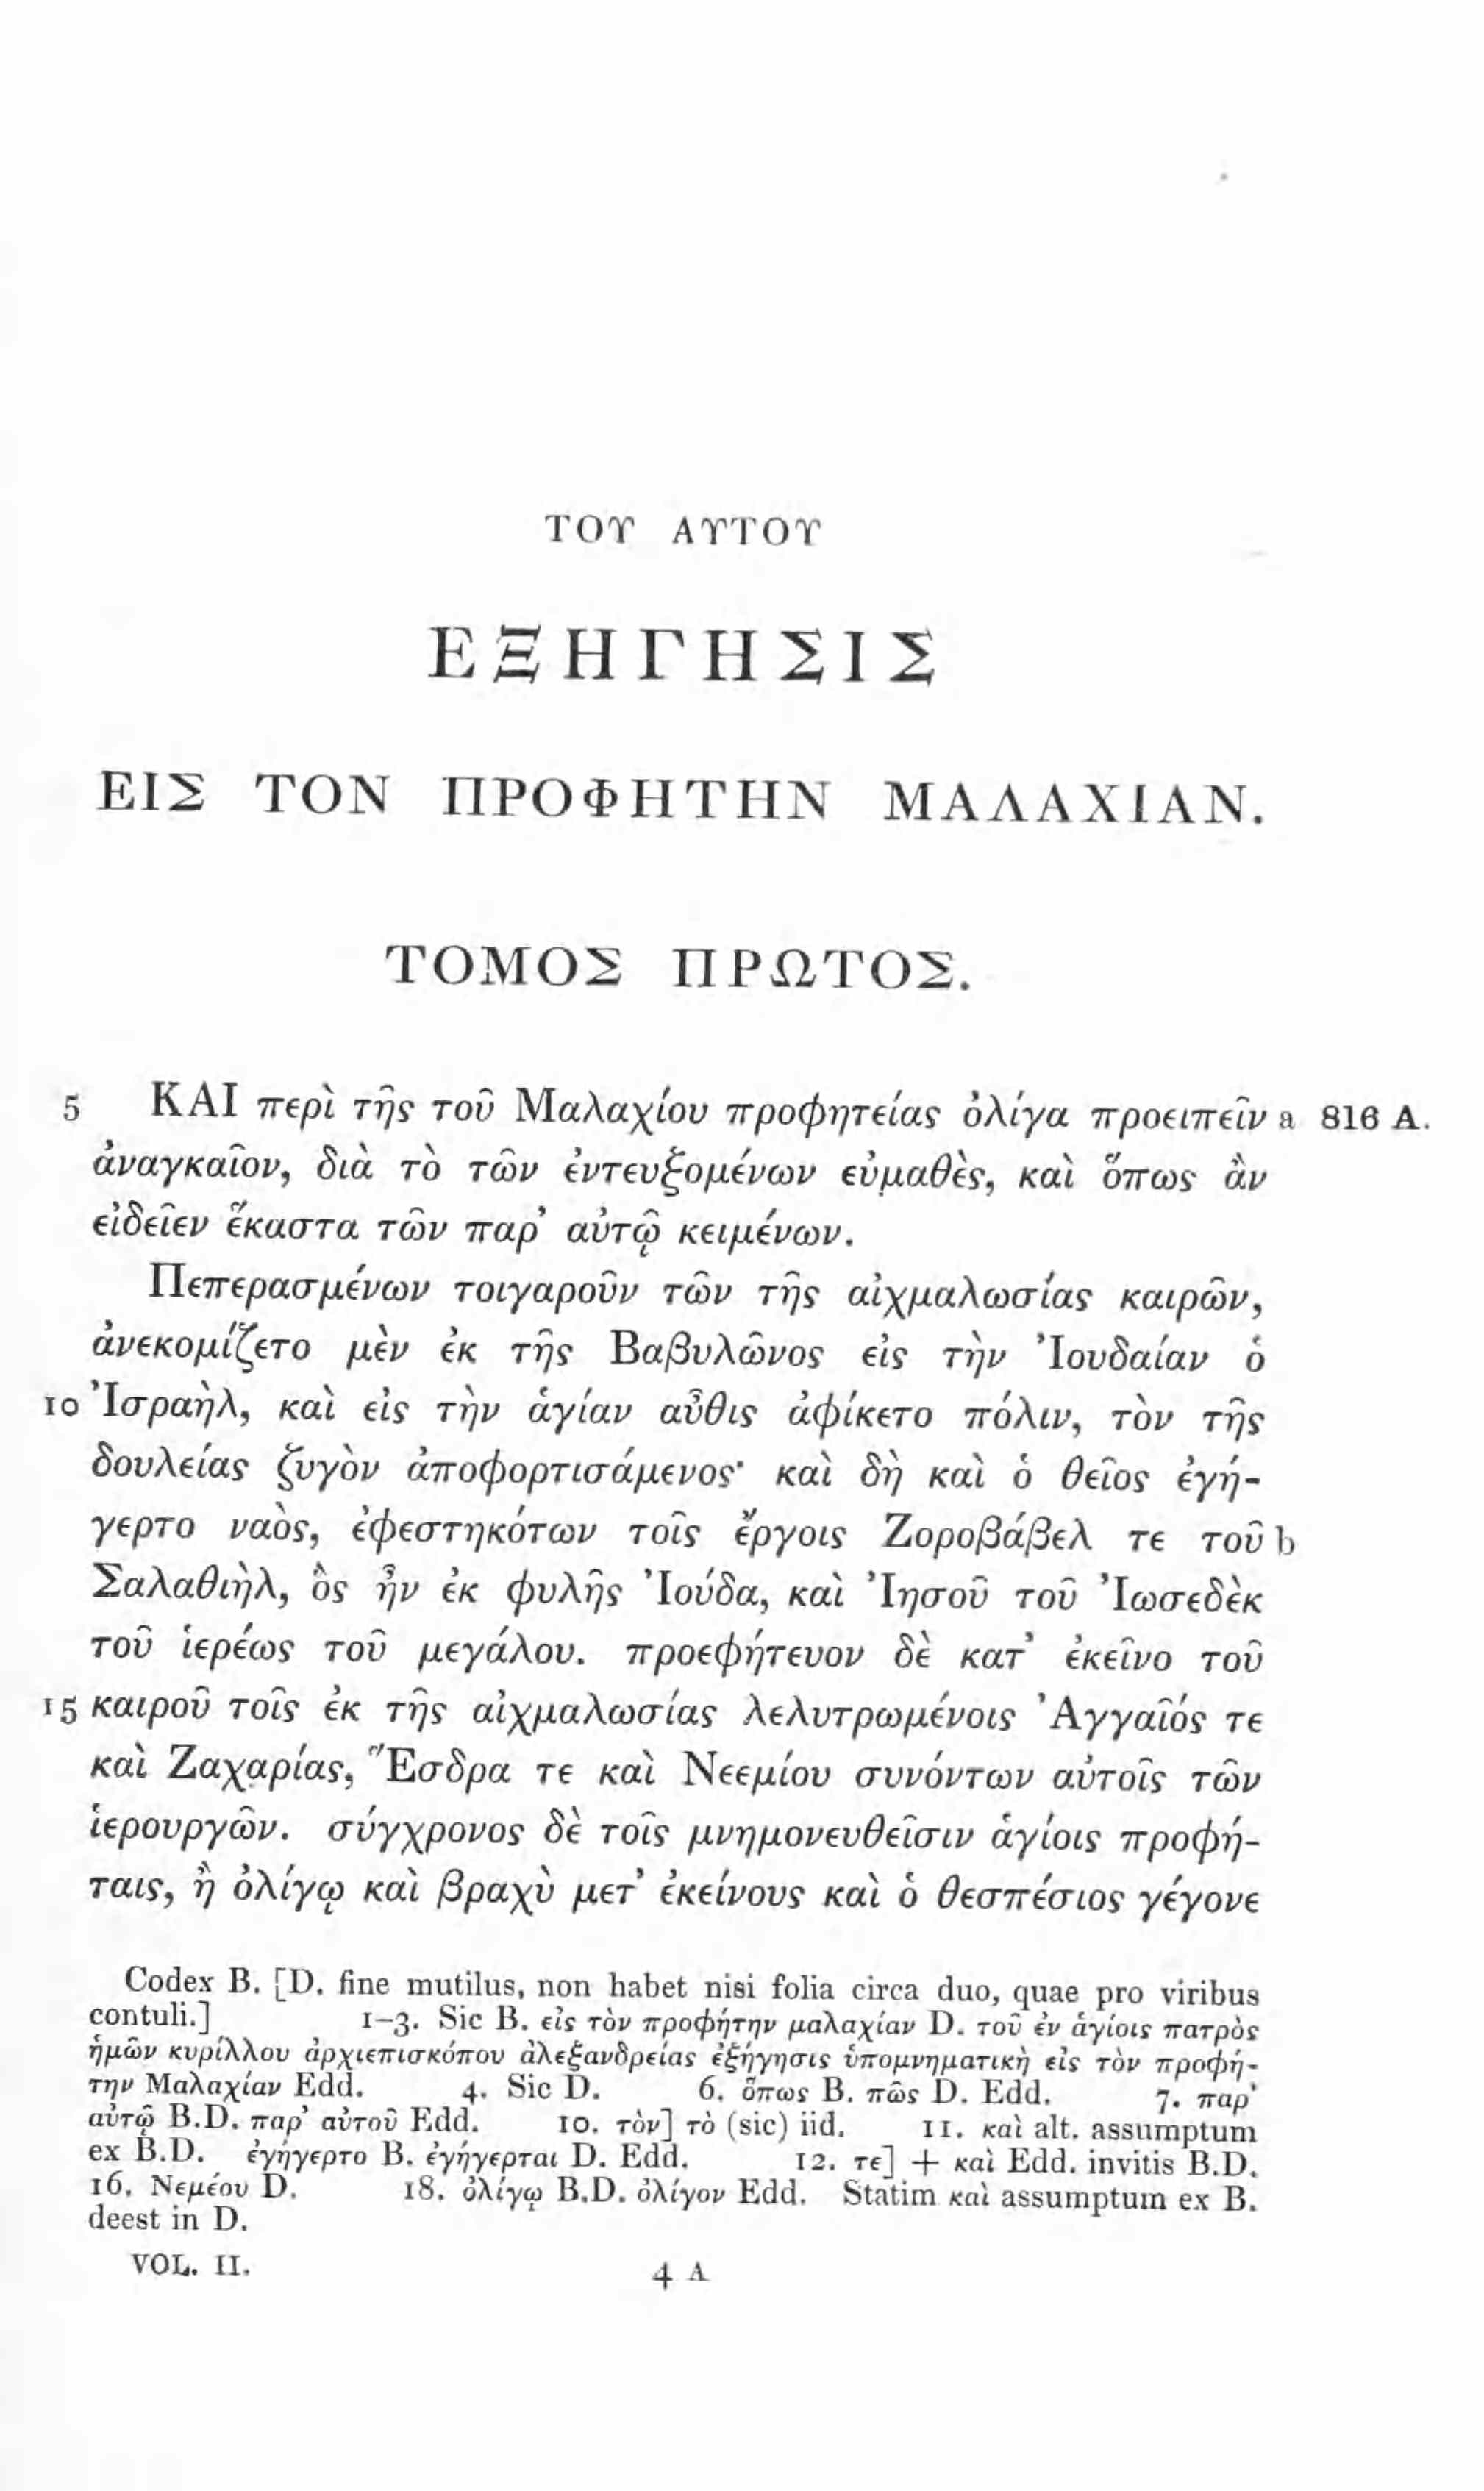 ΤΟΥ ΑΥΤΟΥ
ΕΞΗΓΗΣΙΣ
ΕΙΣ ΤΟΝ ΠΡΟΦΗΤΗΝ ΜΑΛΑΧΙΑΝ.
ΤΟΜΟΣ ΠΡΩΤΟΣ.
5 ΚΑΙ περὶ τῆς τοῦ Μαλαχίου προφητείας ὀλίγα προειπεῖν a 816 A.
ἀναγκαῖον, διὰ τὸ τῶν ἐντευξομένων εὐμαθὲς, καὶ ὅπως ἂν
εἰδεῖεν ἕκαστα τῶν παρ’ αὐτῷ κειμένων.
Πεπερασμένων τοιγαροῦν τῶν τῆς αἰχμαλωσίας καιρῶν,
ἀνεκομίζετο μὲν ἐκ τῆς Βαβυλῶνος εἰς τὴν Ἰουδαίαν ὁ
10 Ἰσραὴλ, καὶ εἰς τὴν ἁγίαν αὖθις ἀφίκετο πόλιν, τὸν τῆς
δουλείας ζυγὸν ἀποφορτισάμενος· καὶ δὴ καὶ ὁ θεῖος ἐγή-
γερτο ναὸς, ἐφεστηκότων τοῖς ἔργοις Ζοροβάβελ τε τοῦ b
Σαλαθιὴλ, ὃς ἦν ἐκ φυλῆς Ἰούδα, καὶ Ἰησοῦ τοῦ Ἰωσεδὲκ
τοῦ ἱερέως τοῦ μεγάλου. προεφήτευον δὲ κατ’ ἐκεῖνο τοῦ
15 καιροῦ τοῖς ἐκ τῆς αἰχμαλωσίας λελυτρωμένοις Ἀγγαῖός τε
καὶ Ζαχαρίας, Ἔσδρα τε καὶ Νεεμίου συνόντων αὐτοῖς τῶν
ἱερουργῶν. σύγχρονος δὲ τοῖς μνημονευθεῖσιν ἁγίοις προφή-
ταις, ἢ ὀλίγῳ καὶ βραχὺ μετ’ ἐκείνους καὶ ὁ θεσπέσιος γέγονε
Codex B. [D. fine mutilus, non habet nisi folia circa duo, quae pro viribus
contuli.] 1–3. Sic B. εἰς τὸν προφήτην μαλαχίαν D. τοῦ ἐν ἁγίοις πατρὸς
ἡμῶν κυρίλλου ἀρχιεπισκόπου ἀλεξανδρείας ἐξήγησις ὑπομνηματικὴ εἰς τὸν προφή-
την Μαλαχίαν Edd. 4. Sic D. 6. ὅπως B. πῶς D. Edd. 7. παρ’
αὐτῷ B.D. παρ’ αὐτοῦ Edd. 10. τὸν] τὸ (sic) iid. 11. καὶ alt. assumptum
ex B.D. ἐγήγερτο B. ἐγήγερται D. Edd. 12. τε] + καὶ Edd. invitis B.D.
16. Νεμέου D. 18. ὀλίγῳ B.D. ὀλίγον Edd. Statim καὶ assumptum ex B.
deest in D.
VOL. II. 4 A